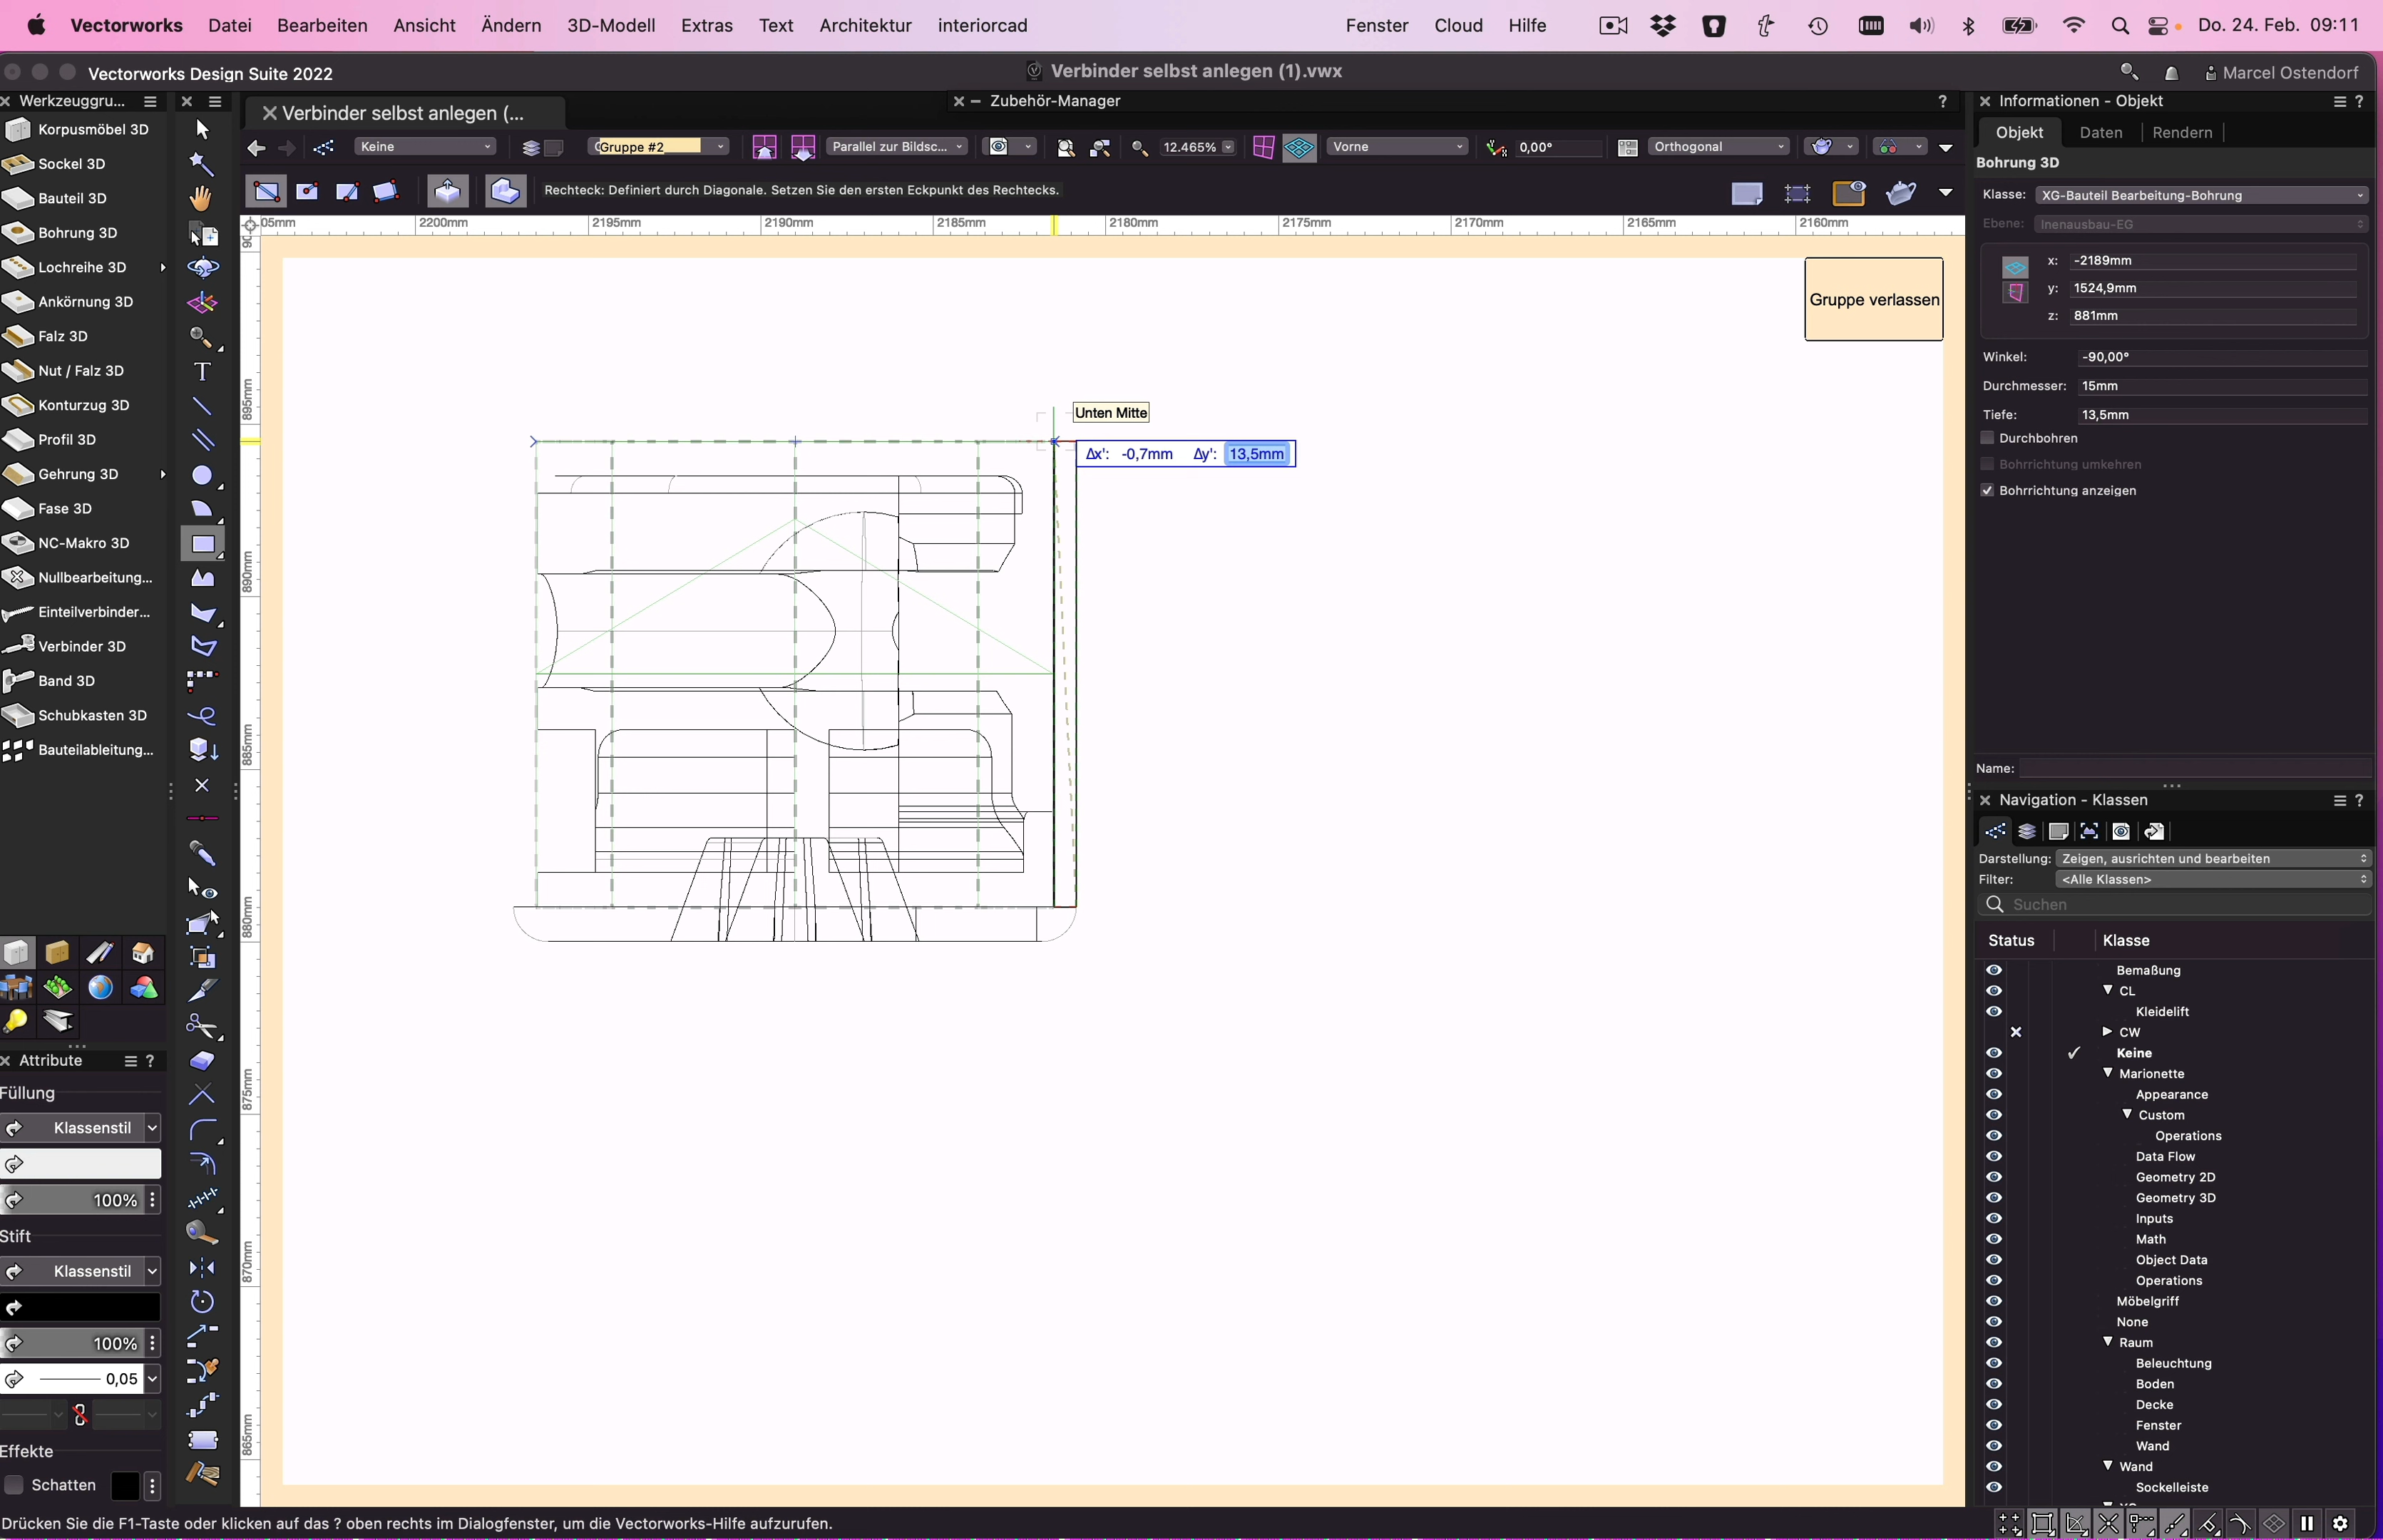 Vectorworks Datei Bearbeiten Ansicht Ändern 3D-Modell Extras Text Architektur interiorcad Fenster Cloud Hilfe Do. 24. Feb. 09:11
Vectorworks Design Suite 2022
Verbinder selbst anlegen (1).vwx
Marcel Ostendorf
Werkzeuggru...
Korpusmöbel 3D
Sockel 3D
Bauteil 3D
Bohrung 3D
Lochreihe 3D
Ankörnung 3D
Falz 3D
Nut / Falz 3D
Konturzug 3D
Profil 3D
Gehrung 3D
Fase 3D
NC-Makro 3D
Nullbearbeitung...
Einteilverbinder...
Verbinder 3D
Band 3D
Schubkasten 3D
Bauteilableitung...
Attribute ?
Füllung
Klassenstil
100%
Stift
Klassenstil
100%
0,05
Effekte
Schatten
Verbinder selbst anlegen (...
Zubehör-Manager ?
Keine
Gruppe #2
Parallel zur Bildsc...
12.465%
Vorne
0,00°
Orthogonal
Rechteck: Definiert durch Diagonale. Setzen Sie den ersten Eckpunkt des Rechtecks.
05mm 2200mm 2195mm 2190mm 2185mm 2180mm 2175mm 2170mm 2165mm 2160mm
90
895mm
890mm
885mm
880mm
875mm
870mm
865mm
Gruppe verlassen
Unten Mitte
Δx': -0,7mm Δy': 13,5mm
Informationen - Objekt ?
Objekt Daten Rendern
Bohrung 3D
Klasse: XG-Bauteil Bearbeitung-Bohrung
Ebene: Inenausbau-EG
x: -2189mm
y: 1524,9mm
z: 881mm
Winkel: -90,00°
Durchmesser: 15mm
Tiefe: 13,5mm
Durchbohren
Bohrrichtung umkehren
Bohrrichtung anzeigen
Name:
Navigation - Klassen ?
Darstellung: Zeigen, ausrichten und bearbeiten
Filter: <Alle Klassen>
Suchen
Status Klasse
Bemaßung
CL
Kleidelift
CW
Keine
Marionette
Appearance
Custom
Operations
Data Flow
Geometry 2D
Geometry 3D
Inputs
Math
Object Data
Operations
Möbelgriff
None
Raum
Beleuchtung
Boden
Decke
Fenster
Wand
Wand
Sockelleiste
Drücken Sie die F1-Taste oder klicken auf das ? oben rechts im Dialogfenster, um die Vectorworks-Hilfe aufzurufen.